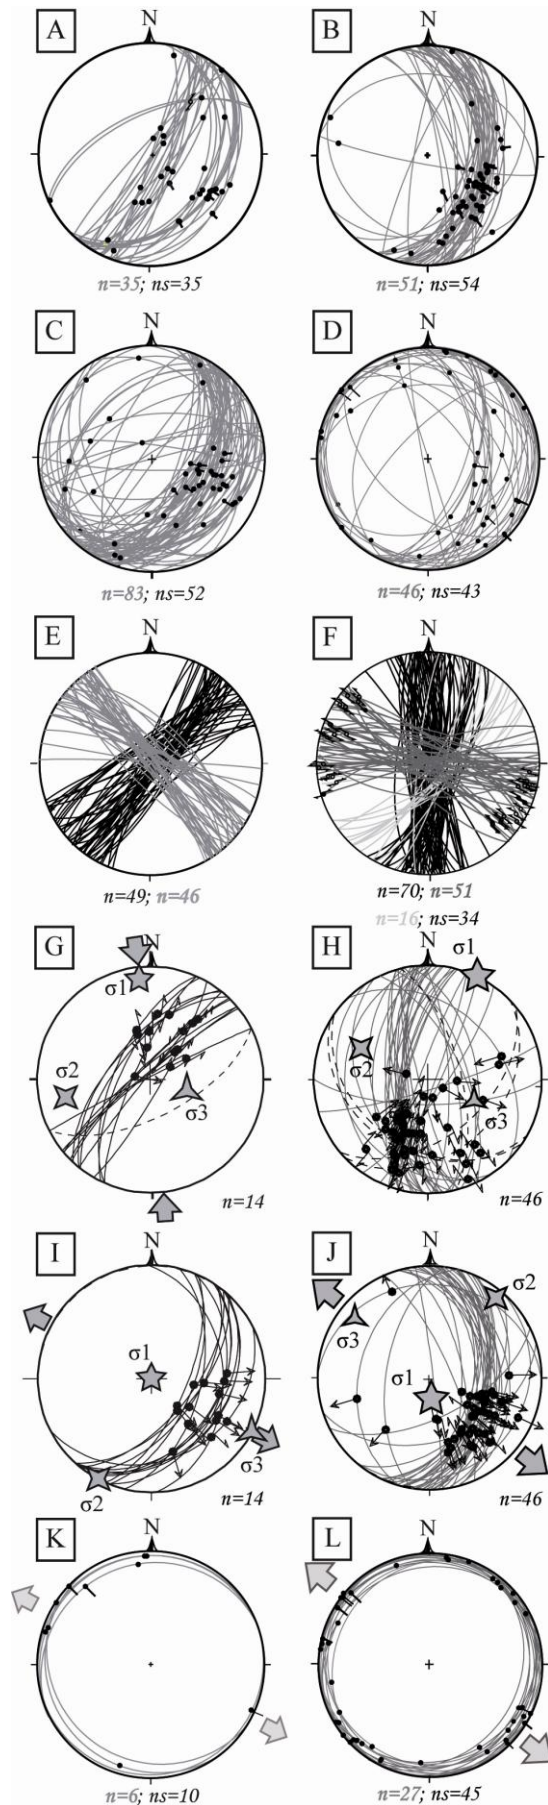 A
N
B
N
n=35; ns=35
n=51; ns=54
C
N
D
N
n=83; ns=52
n=46; ns=43
E
N
F
N
n=49; n=46
n=70; n=51
n=16; ns=34
G
N
H
N
σ1
σ1
σ2
σ2
σ3
σ3
n=14
n=46
I
N
J
N
σ2
σ3
σ1
σ1
σ3
σ2
n=14
n=46
K
N
L
N
n=6; ns=10
n=27; ns=45